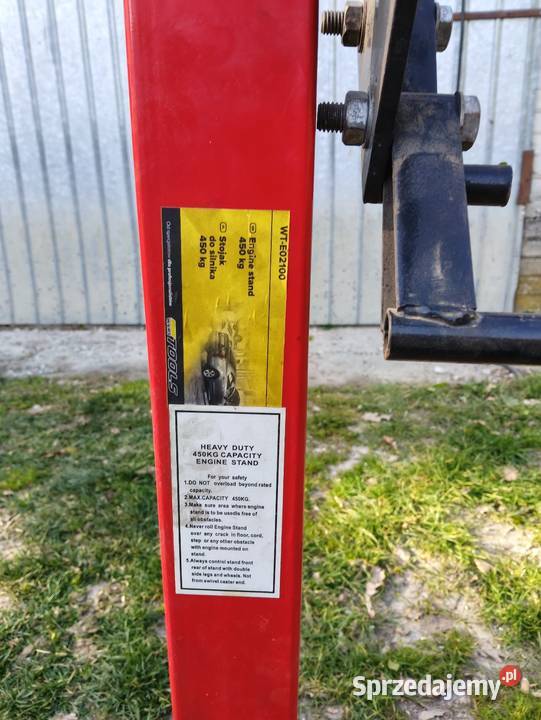 WT-E02100
Engine stand
450 kg
Stojak
do silnika
450 kg
TOOLS
HEAVY DUTY
450KG CAPACITY
ENGINE STAND
For your safety
1.DO NOT overload beyond rated
capacity.
2.MAX.CAPACITY 450KG.
3.Make sure area where engine
stand is to be usedis free of
all obstacles.
4.Never roll Engine Stand
over any crack in floor, cord,
step or any other obstacle
with engine mounted on
stand.
5.Always control stand front
rear of stand with double
side legs and wheels. Not
from swivel caster end.
Sprzedajemy.pl